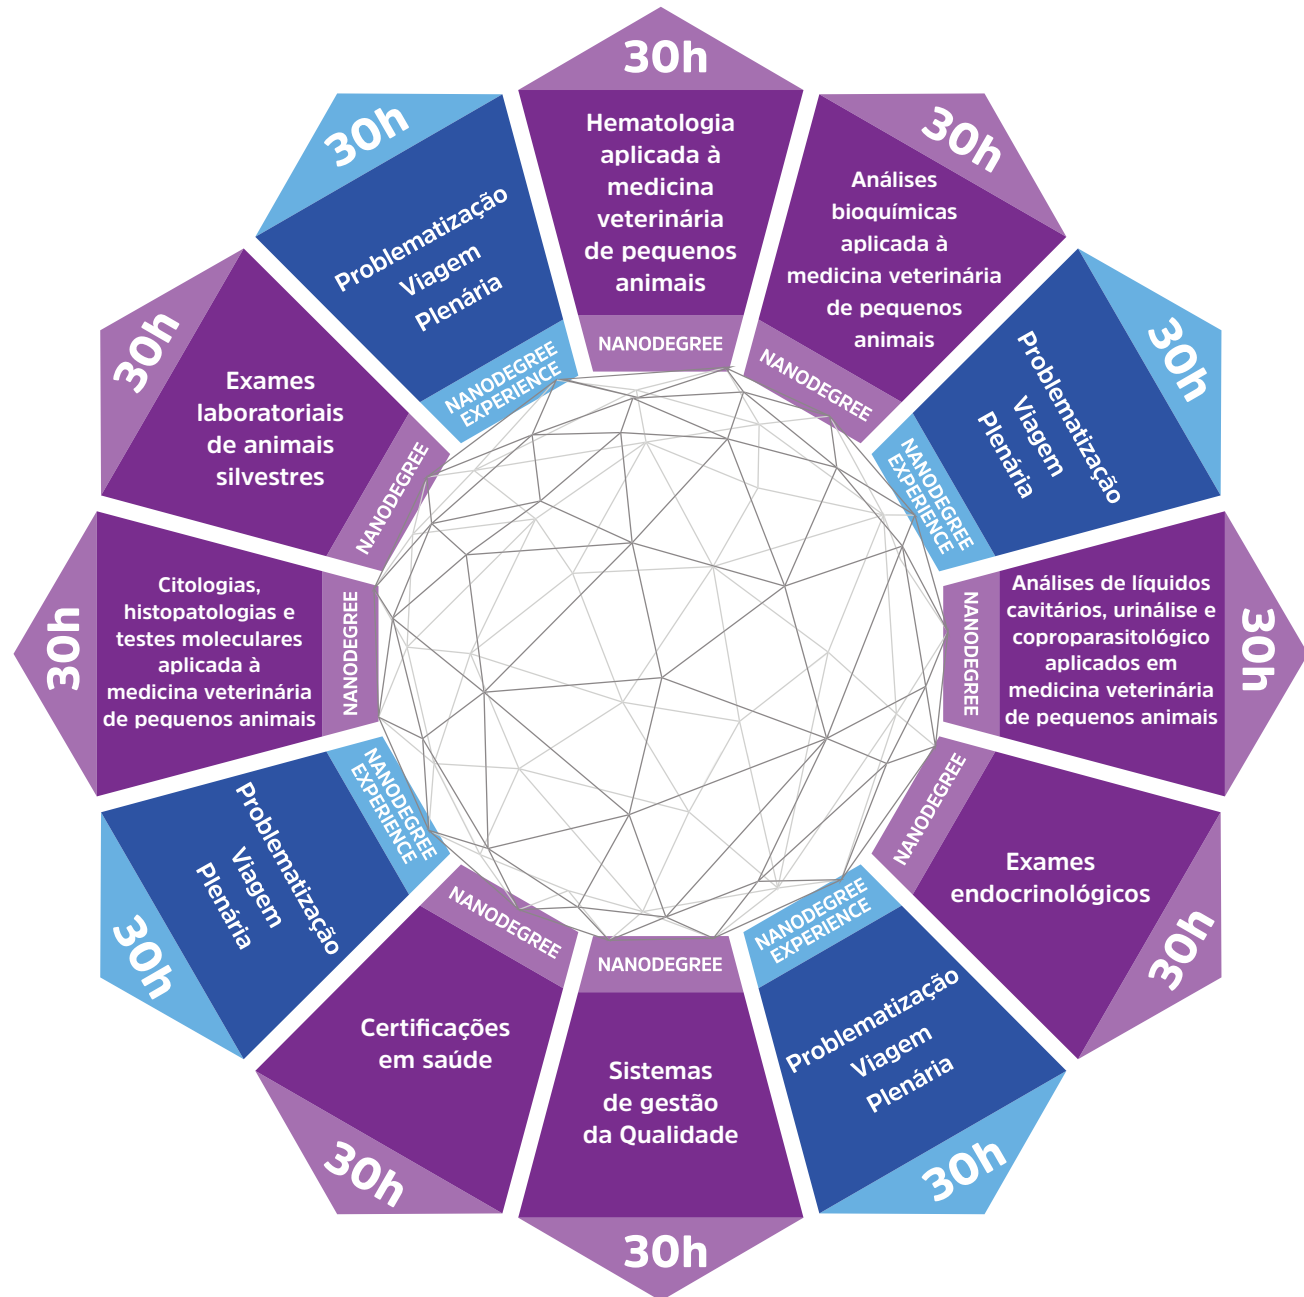 30h
Hematologia
aplicada à
medicina
veterinária
de pequenos
animais
NANODEGREE
30h
Análises
bioquímicas
aplicada à
medicina veterinária
de pequenos
animais
NANODEGREE
30h
Problematização
Viagem
Plenária
NANODEGREE
EXPERIENCE
30h
Análises de líquidos
cavitários, urinálise e
coproparasitológico
aplicados em
medicina veterinária
de pequenos animais
NANODEGREE
30h
Exames
endocrinológicos
NANODEGREE
30h
Problematização
Viagem
Plenária
NANODEGREE
EXPERIENCE
30h
Sistemas
de gestão
da Qualidade
NANODEGREE
30h
Certificações
em saúde
NANODEGREE
30h
Problematização
Viagem
Plenária
NANODEGREE
EXPERIENCE
30h
Citologias,
histopatologias e
testes moleculares
aplicada à
medicina veterinária
de pequenos animais
NANODEGREE
30h
Exames
laboratoriais
de animais
silvestres
NANODEGREE
30h
Problematização
Viagem
Plenária
NANODEGREE
EXPERIENCE